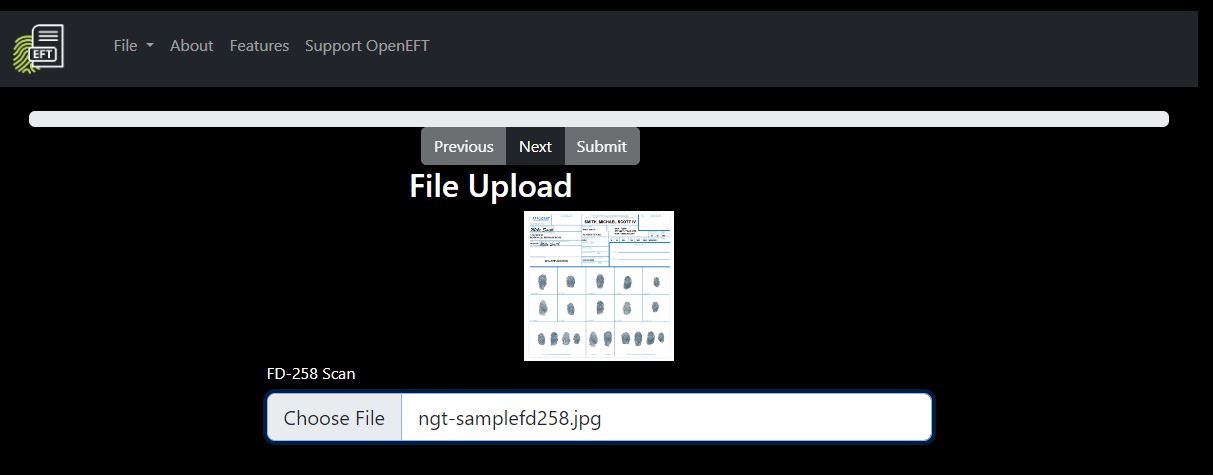 EFT
File About Features Support OpenEFT
Previous Next Submit
File Upload
SMITH, MICHAEL SCOTT IV
FD-258 Scan
Choose File ngt-samplefd258.jpg